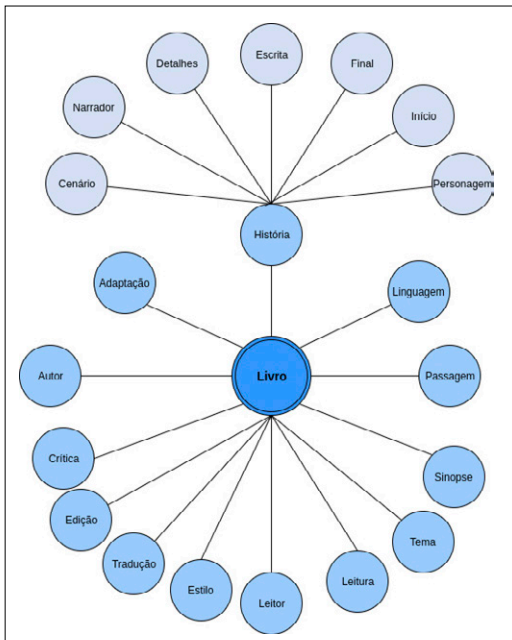 Escrita
Detalhes
Final
Narrador
Início
Cenário
Personagem
História
Adaptação
Linguagem
Autor
Livro
Passagem
Crítica
Sinopse
Edição
Tema
Tradução
Leitura
Estilo
Leitor